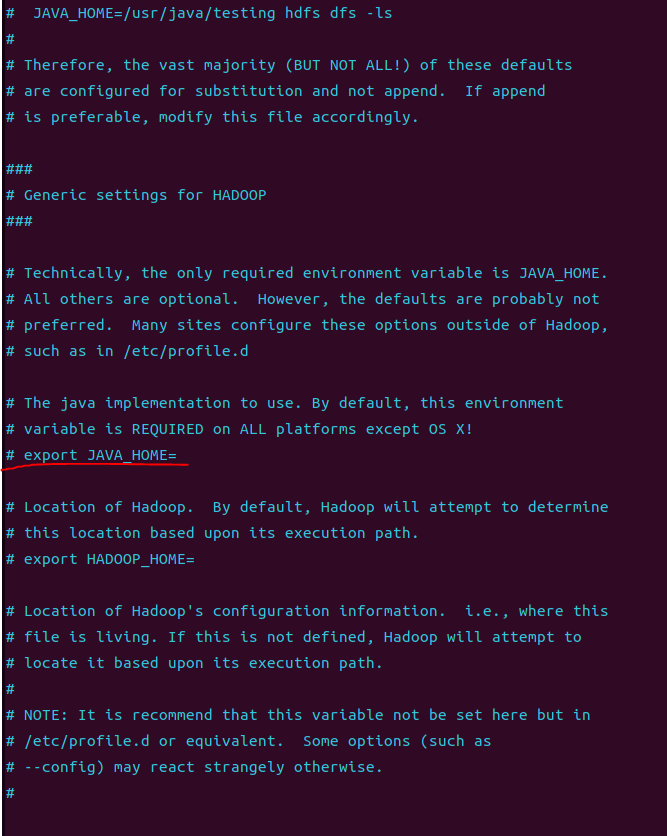 #  JAVA_HOME=/usr/java/testing hdfs dfs -ls
#
# Therefore, the vast majority (BUT NOT ALL!) of these defaults
# are configured for substitution and not append.  If append
# is preferable, modify this file accordingly.
###
# Generic settings for HADOOP
###
# Technically, the only required environment variable is JAVA_HOME.
# All others are optional.  However, the defaults are probably not
# preferred.  Many sites configure these options outside of Hadoop,
# such as in /etc/profile.d
# The java implementation to use. By default, this environment
# variable is REQUIRED on ALL platforms except OS X!
# export JAVA_HOME=
# Location of Hadoop.  By default, Hadoop will attempt to determine
# this location based upon its execution path.
# export HADOOP_HOME=
# Location of Hadoop's configuration information.  i.e., where this
# file is living. If this is not defined, Hadoop will attempt to
# locate it based upon its execution path.
#
# NOTE: It is recommend that this variable not be set here but in
# /etc/profile.d or equivalent.  Some options (such as
# --config) may react strangely otherwise.
#